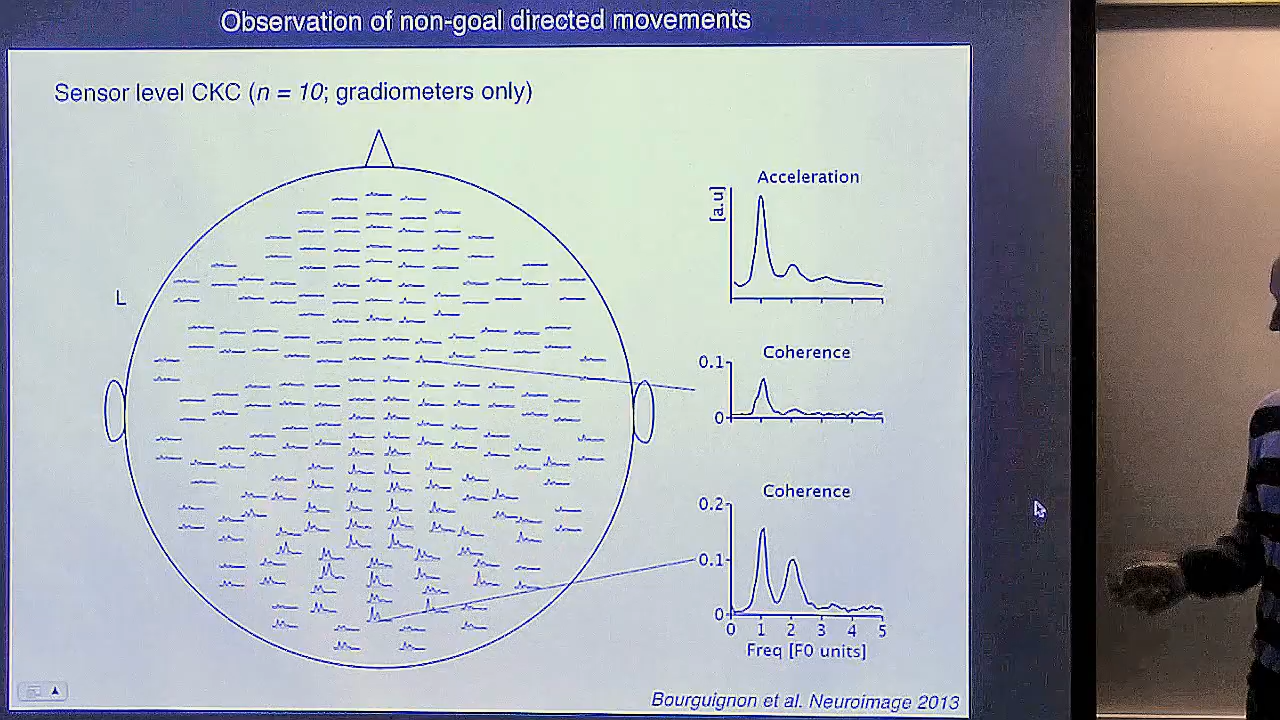 Observation of non-goal directed movements
Sensor level CKC (n = 10; gradiometers only)
L
Acceleration
[a.u]
Coherence
0.1
0
Coherence
0.2
0.1
0
0 1 2 3 4 5
Freq [F0 units]
Bourguignon et al. Neuroimage 2013